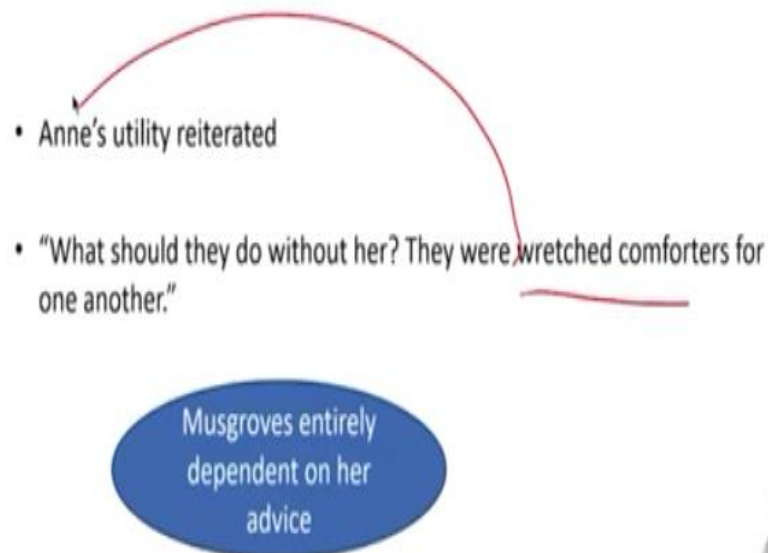 • Anne's utility reiterated
• “What should they do without her? They were wretched comforters for
one another.”
Musgroves entirely
dependent on her
advice